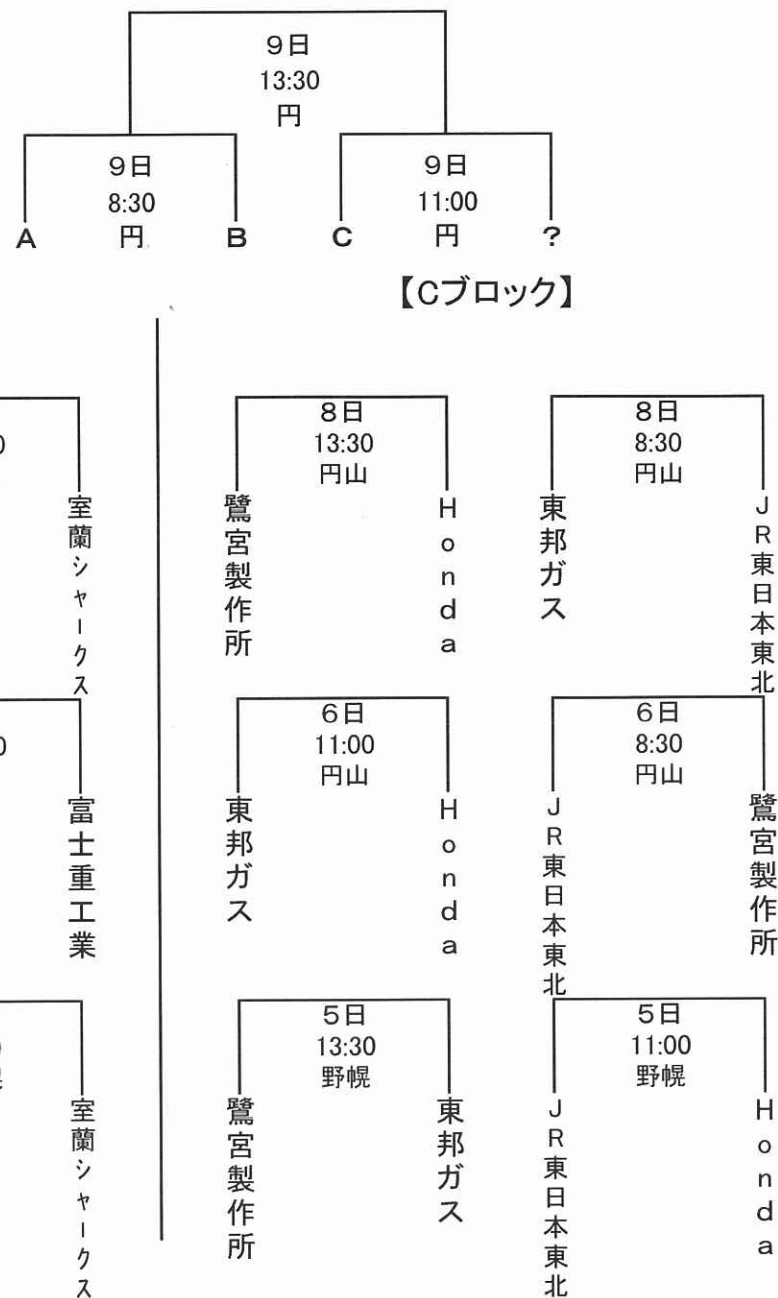 9日
13:30
円
9日
8:30
円
9日
11:00
円
A
B
C
?
【Cブロック】
室蘭シャークス
8日
13:30
円山
鷺宮製作所
Honda
8日
8:30
円山
東邦ガス
JR東日本東北
富士重工業
6日
11:00
円山
東邦ガス
Honda
6日
8:30
円山
JR東日本東北
鷺宮製作所
室蘭シャークス
5日
13:30
野幌
鷺宮製作所
東邦ガス
5日
11:00
野幌
JR東日本東北
Honda